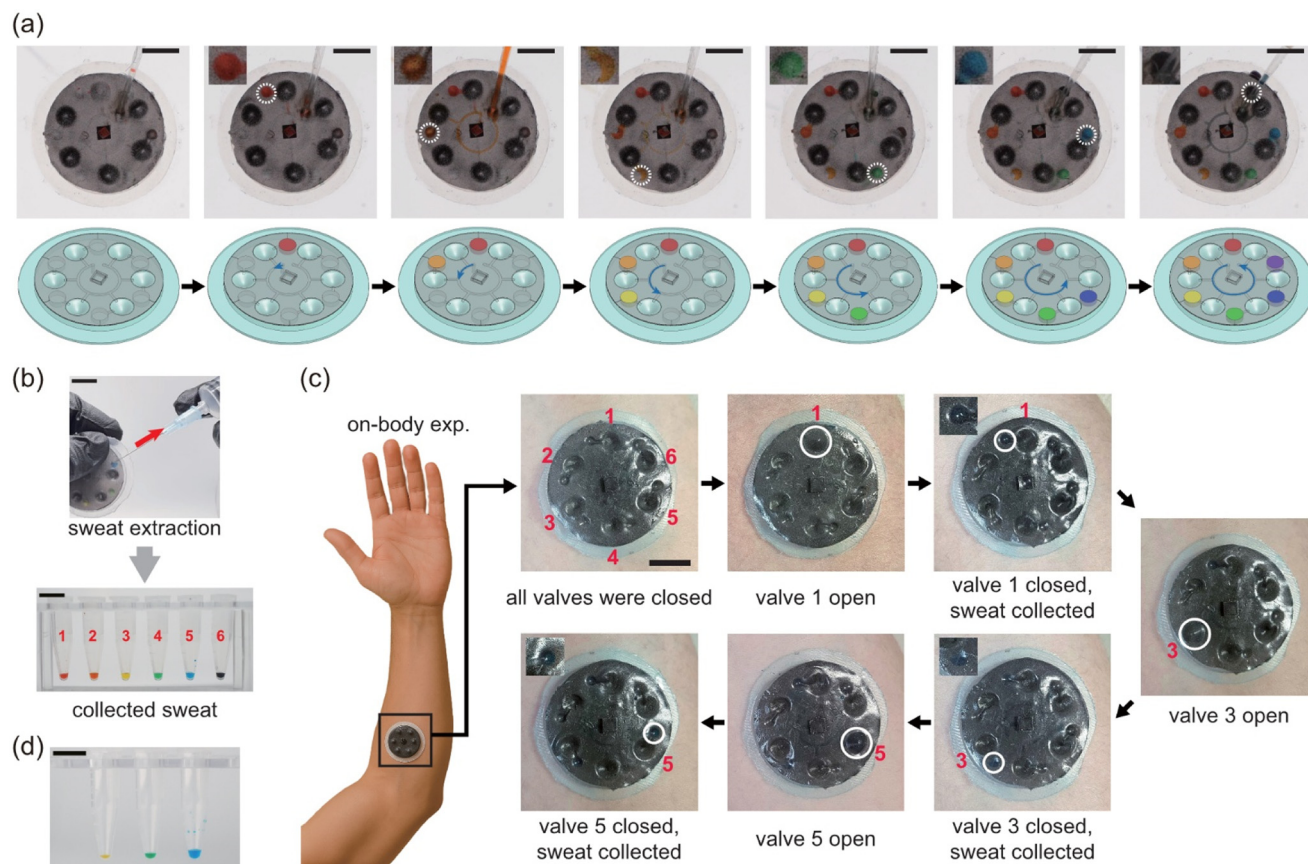 (a)
(b)
sweat extraction
1 2 3 4 5 6
collected sweat
(c)
on-body exp.
1
2
6
3
5
4
all valves were closed
1
valve 1 open
1
valve 1 closed,
sweat collected
3
valve 3 open
3
valve 3 closed,
sweat collected
5
valve 5 open
5
valve 5 closed,
sweat collected
(d)